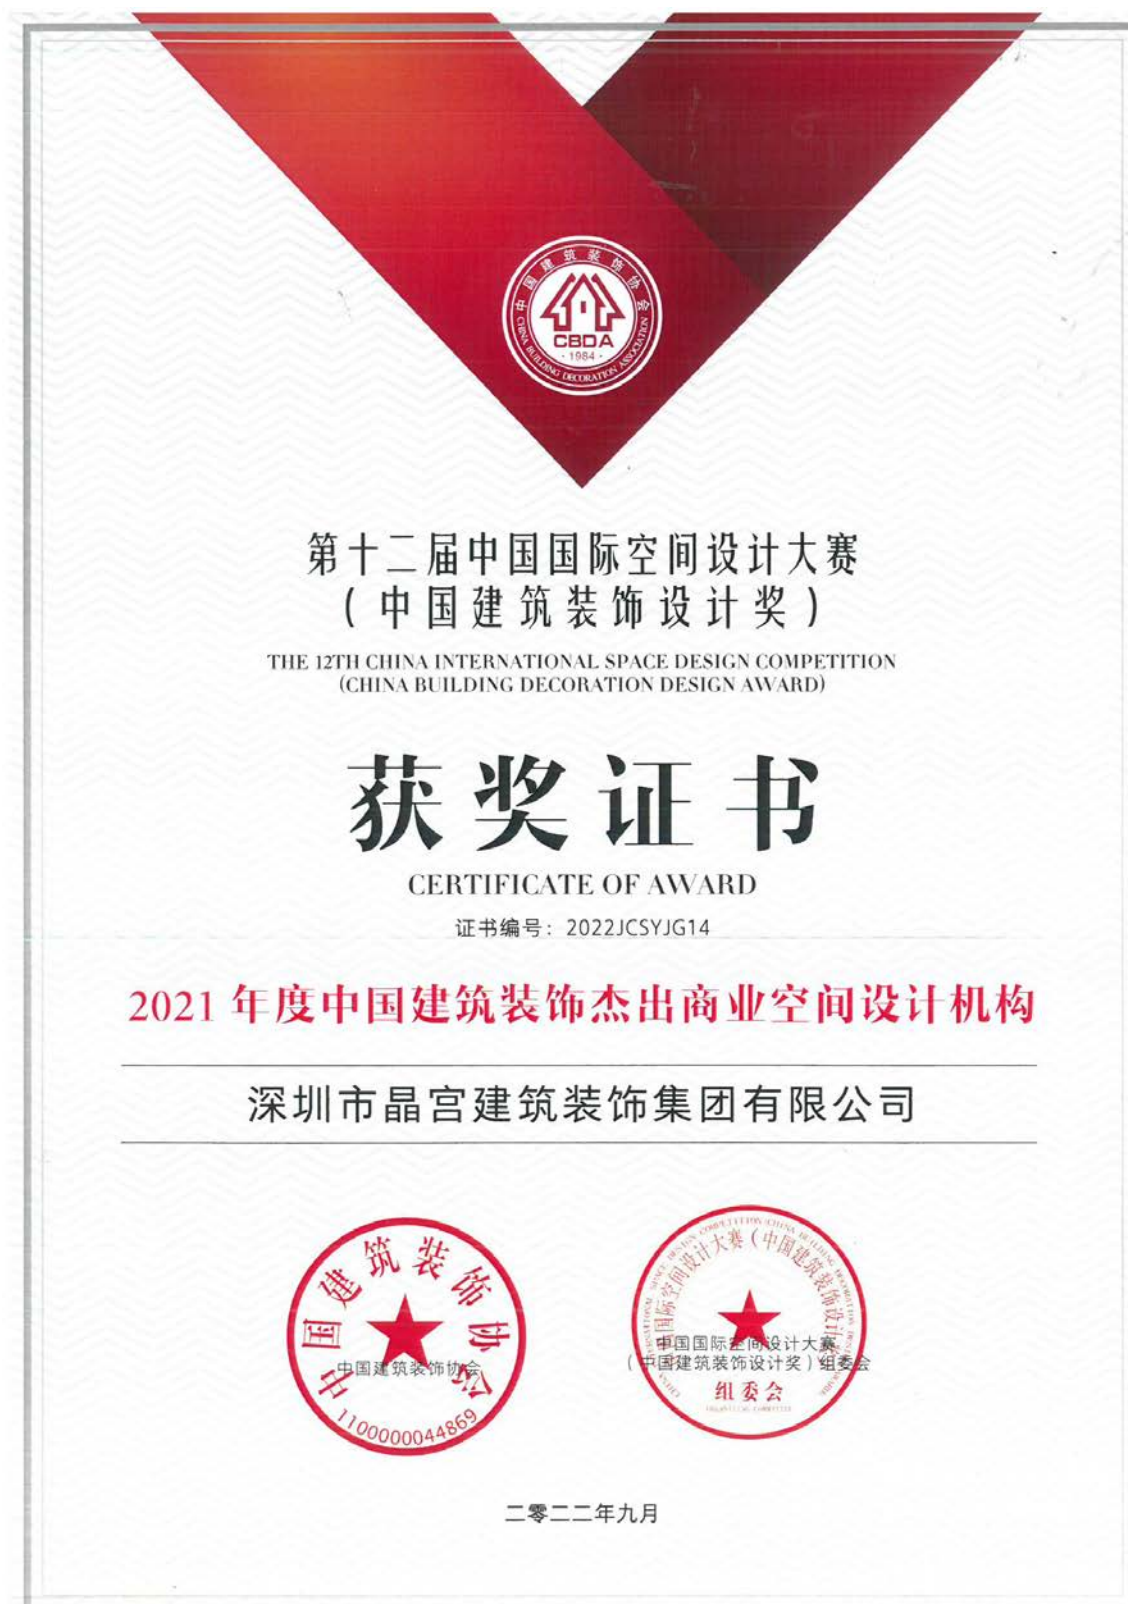 中国建筑装饰协会
CBDA
·1984·
CHINA BUILDING DECORATION ASSOCIATION
第十二届中国国际空间设计大赛
(中国建筑装饰设计奖)
THE 12TH CHINA INTERNATIONAL SPACE DESIGN COMPETITION
(CHINA BUILDING DECORATION DESIGN AWARD)
获奖证书
CERTIFICATE OF AWARD
证书编号：2022JCSYJG14
2021年度中国建筑装饰杰出商业空间设计机构
深圳市晶宫建筑装饰集团有限公司
中国建筑装饰协会
中国建筑装饰协会
1100000044869
中国国际空间设计大赛(中国建筑装饰设计奖)
中国国际空间设计大赛
(中国建筑装饰设计奖)组委会
组委会
二零二二年九月